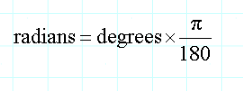 radians = degrees × π/180